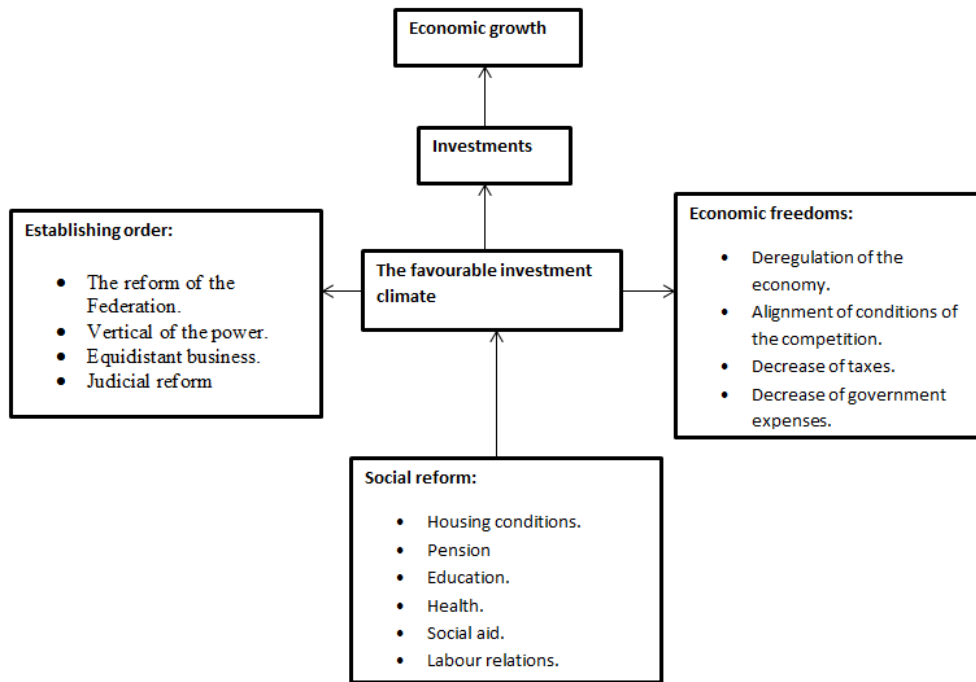 Economic growth
Investments
Establishing order:
• The reform of the
Federation.
• Vertical of the power.
• Equidistant business.
• Judicial reform
The favourable investment
climate
Economic freedoms:
• Deregulation of the
economy.
• Alignment of conditions of
the competition.
• Decrease of taxes.
• Decrease of government
expenses.
Social reform:
• Housing conditions.
• Pension
• Education.
• Health.
• Social aid.
• Labour relations.